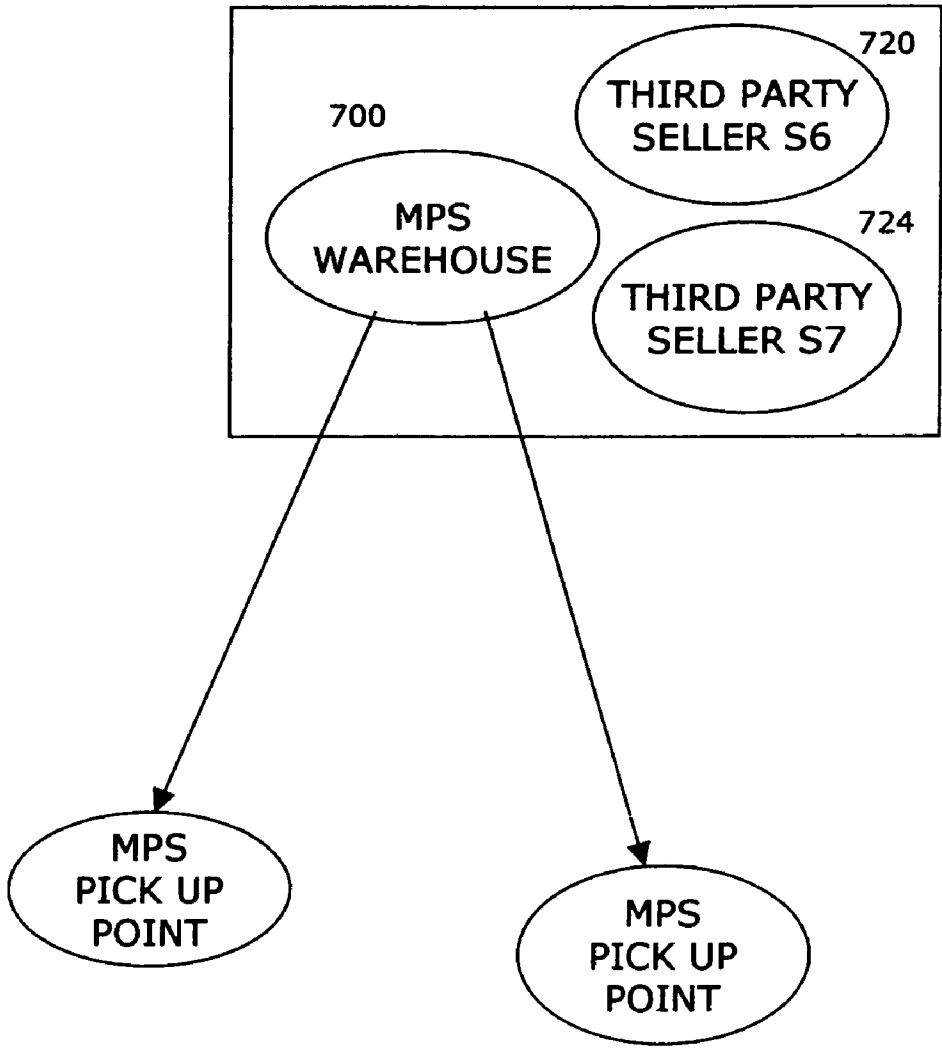 720
THIRD PARTY
SELLER S6
700
MPS
WAREHOUSE
724
THIRD PARTY
SELLER S7
MPS
PICK UP
POINT
MPS
PICK UP
POINT